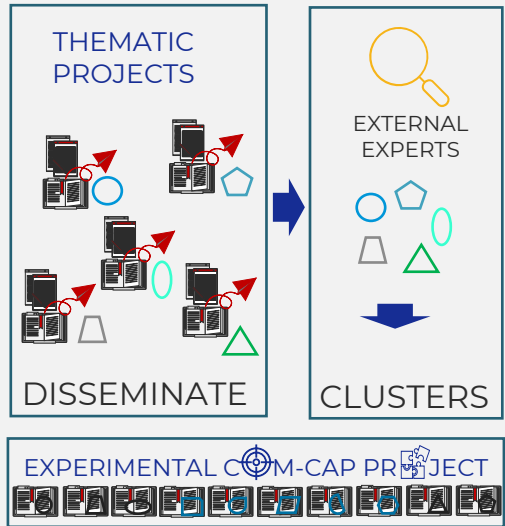 THEMATIC
PROJECTS
DISSEMINATE
EXTERNAL
EXPERTS
CLUSTERS
EXPERIMENTAL COM-CAP PROJECT